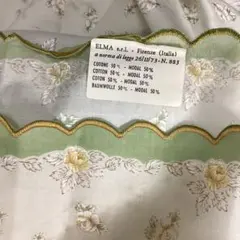 ELMA s.r.l. - Firenze (Italia)
a norma di legge 26/11/73 - N. 883
COTONE 50 % - MODAL 50 %
COTON 50 % - MODAL 50 %
COTTON 50 % - MODAL 50 %
BAUMWOLLE 50 % - MODAL 50 %